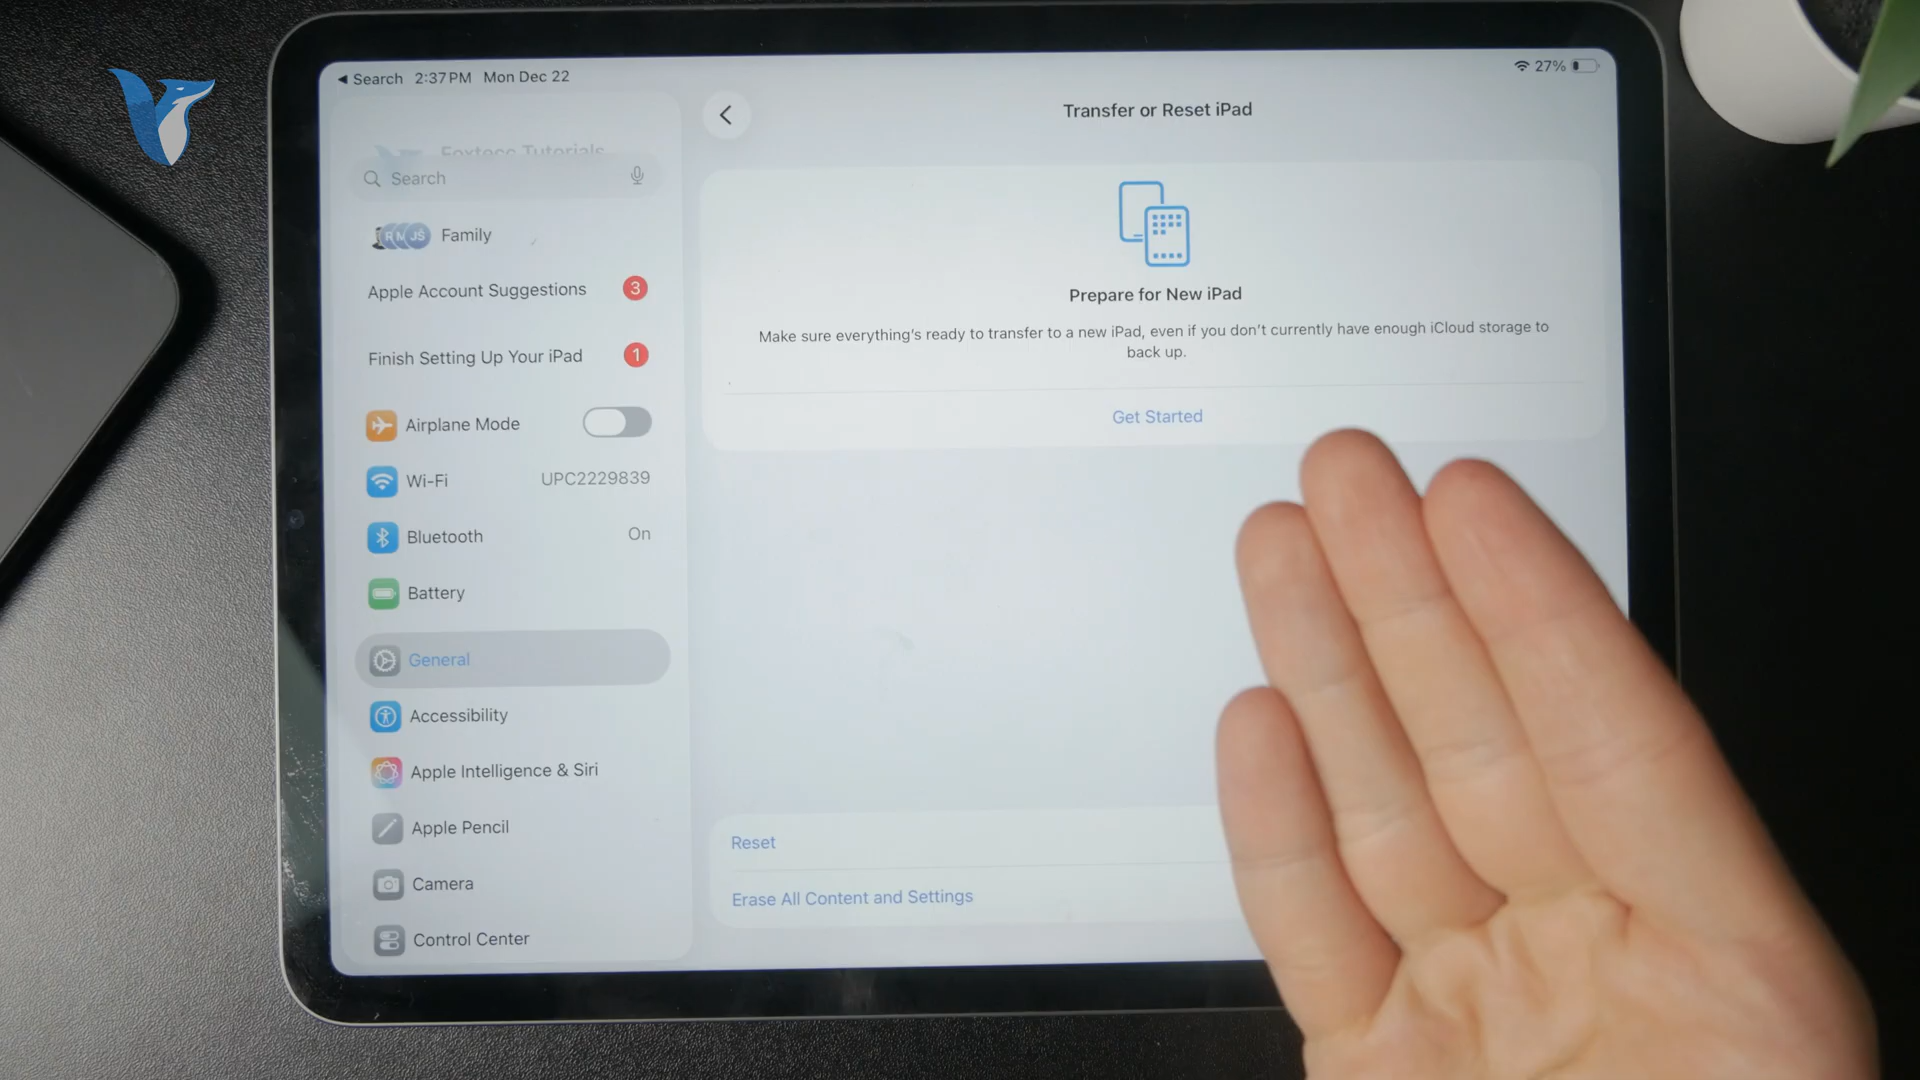 Search 2:37 PM Mon Dec 22
27%
Foxteco Tutorials
Search
Family
Apple Account Suggestions 3
Finish Setting Up Your iPad 1
Airplane Mode
Wi-Fi UPC2229839
Bluetooth On
Battery
General
Accessibility
Apple Intelligence & Siri
Apple Pencil
Camera
Control Center
Transfer or Reset iPad
Prepare for New iPad
Make sure everything's ready to transfer to a new iPad, even if you don't currently have enough iCloud storage to
back up.
Get Started
Reset
Erase All Content and Settings